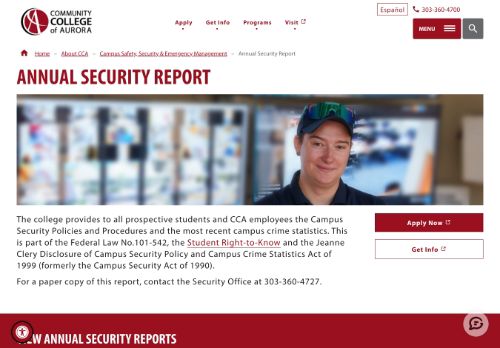 COMMUNITY
COLLEGE
of AURORA
Español
303-360-4700
Apply
Get Info
Programs
Visit
MENU
Home » About CCA » Campus Safety, Security & Emergency Management » Annual Security Report
ANNUAL SECURITY REPORT
The college provides to all prospective students and CCA employees the Campus
Security Policies and Procedures and the most recent campus crime statistics. This
is part of the Federal Law No.101-542, the Student Right-to-Know and the Jeanne
Clery Disclosure of Campus Security Policy and Campus Crime Statistics Act of
1999 (formerly the Campus Security Act of 1990).
For a paper copy of this report, contact the Security Office at 303-360-4727.
Apply Now
Get Info
ANNUAL SECURITY REPORTS